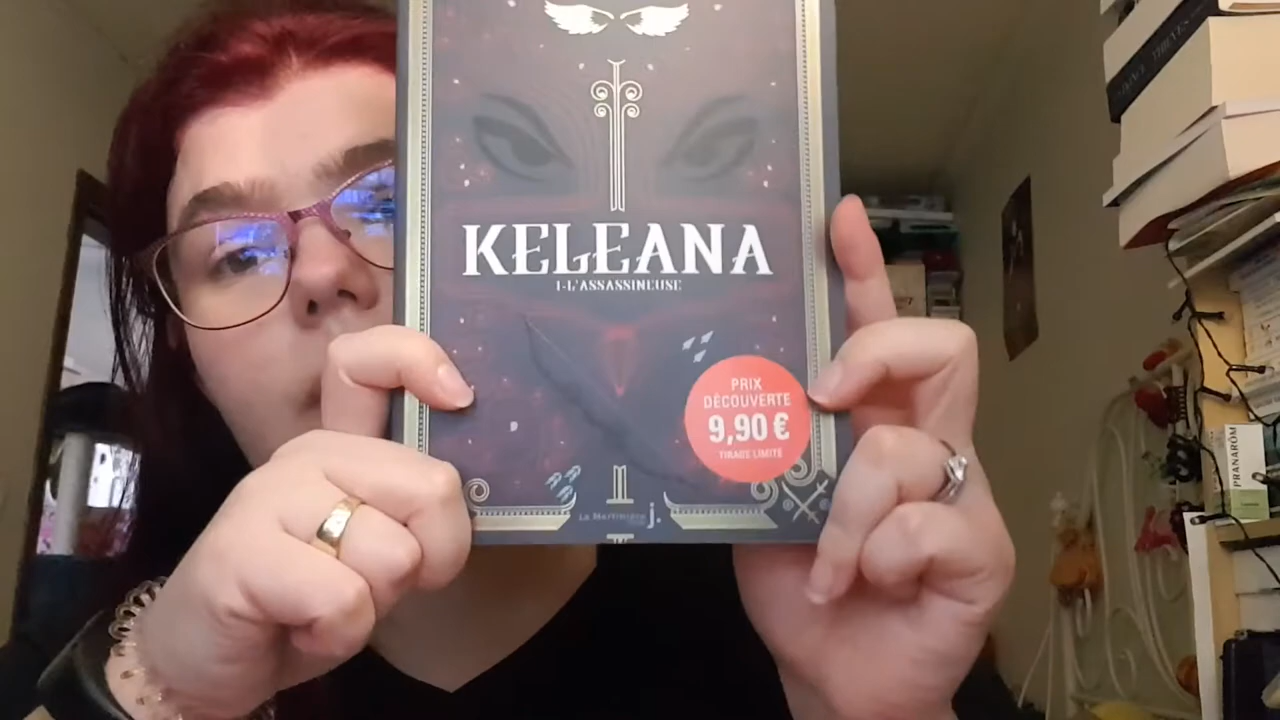 KELEANA
1-L'ASSASSINEUSE
PRIX
DÉCOUVERTE
9,90 €
TIRAGE LIMITÉ
La Martinière
j.
PRANARÔM